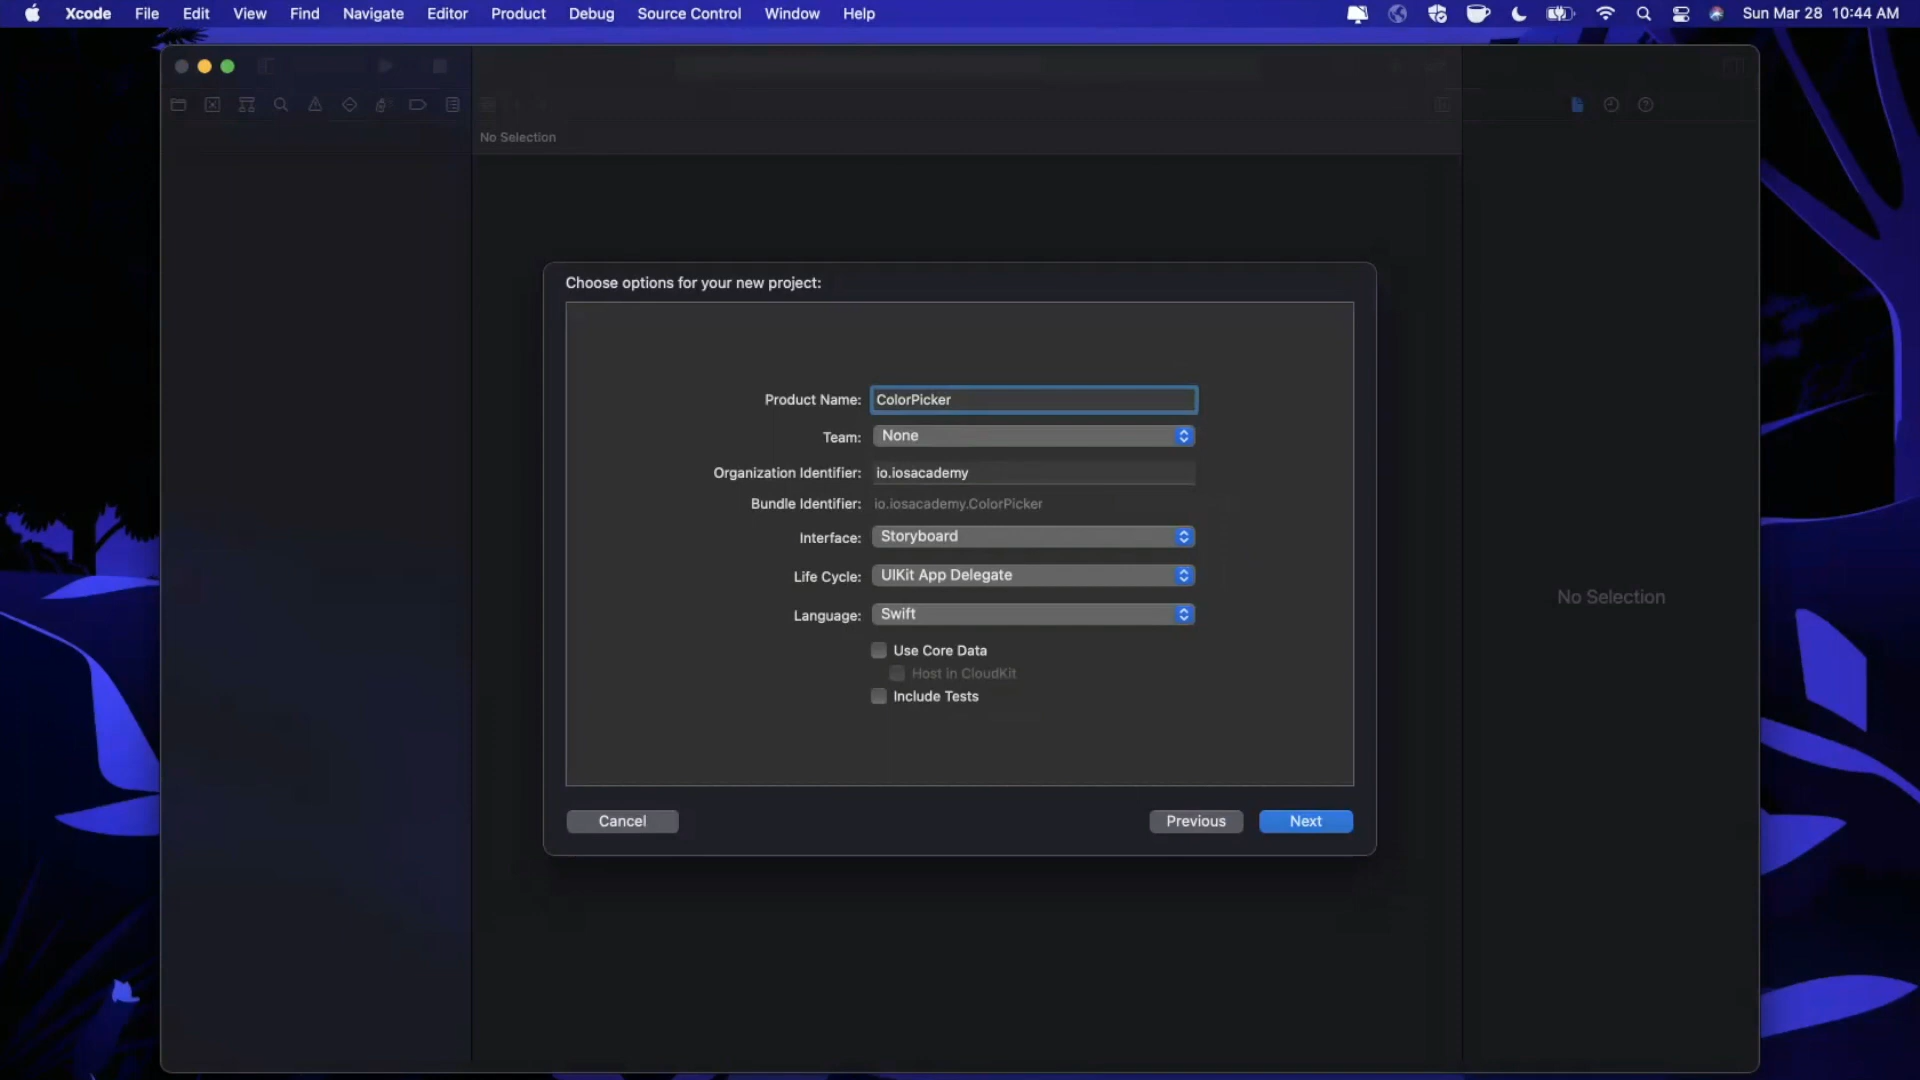 Xcode File Edit View Find Navigate Editor Product Debug Source Control Window Help Sun Mar 28 10:44 AM
No Selection
Choose options for your new project:
Product Name: ColorPicker
Team: None
Organization Identifier: io.iosacademy
Bundle Identifier: io.iosacademy.ColorPicker
Interface: Storyboard
Life Cycle: UIKit App Delegate
No Selection
Language: Swift
Use Core Data
Host in CloudKit
Include Tests
Cancel Previous Next